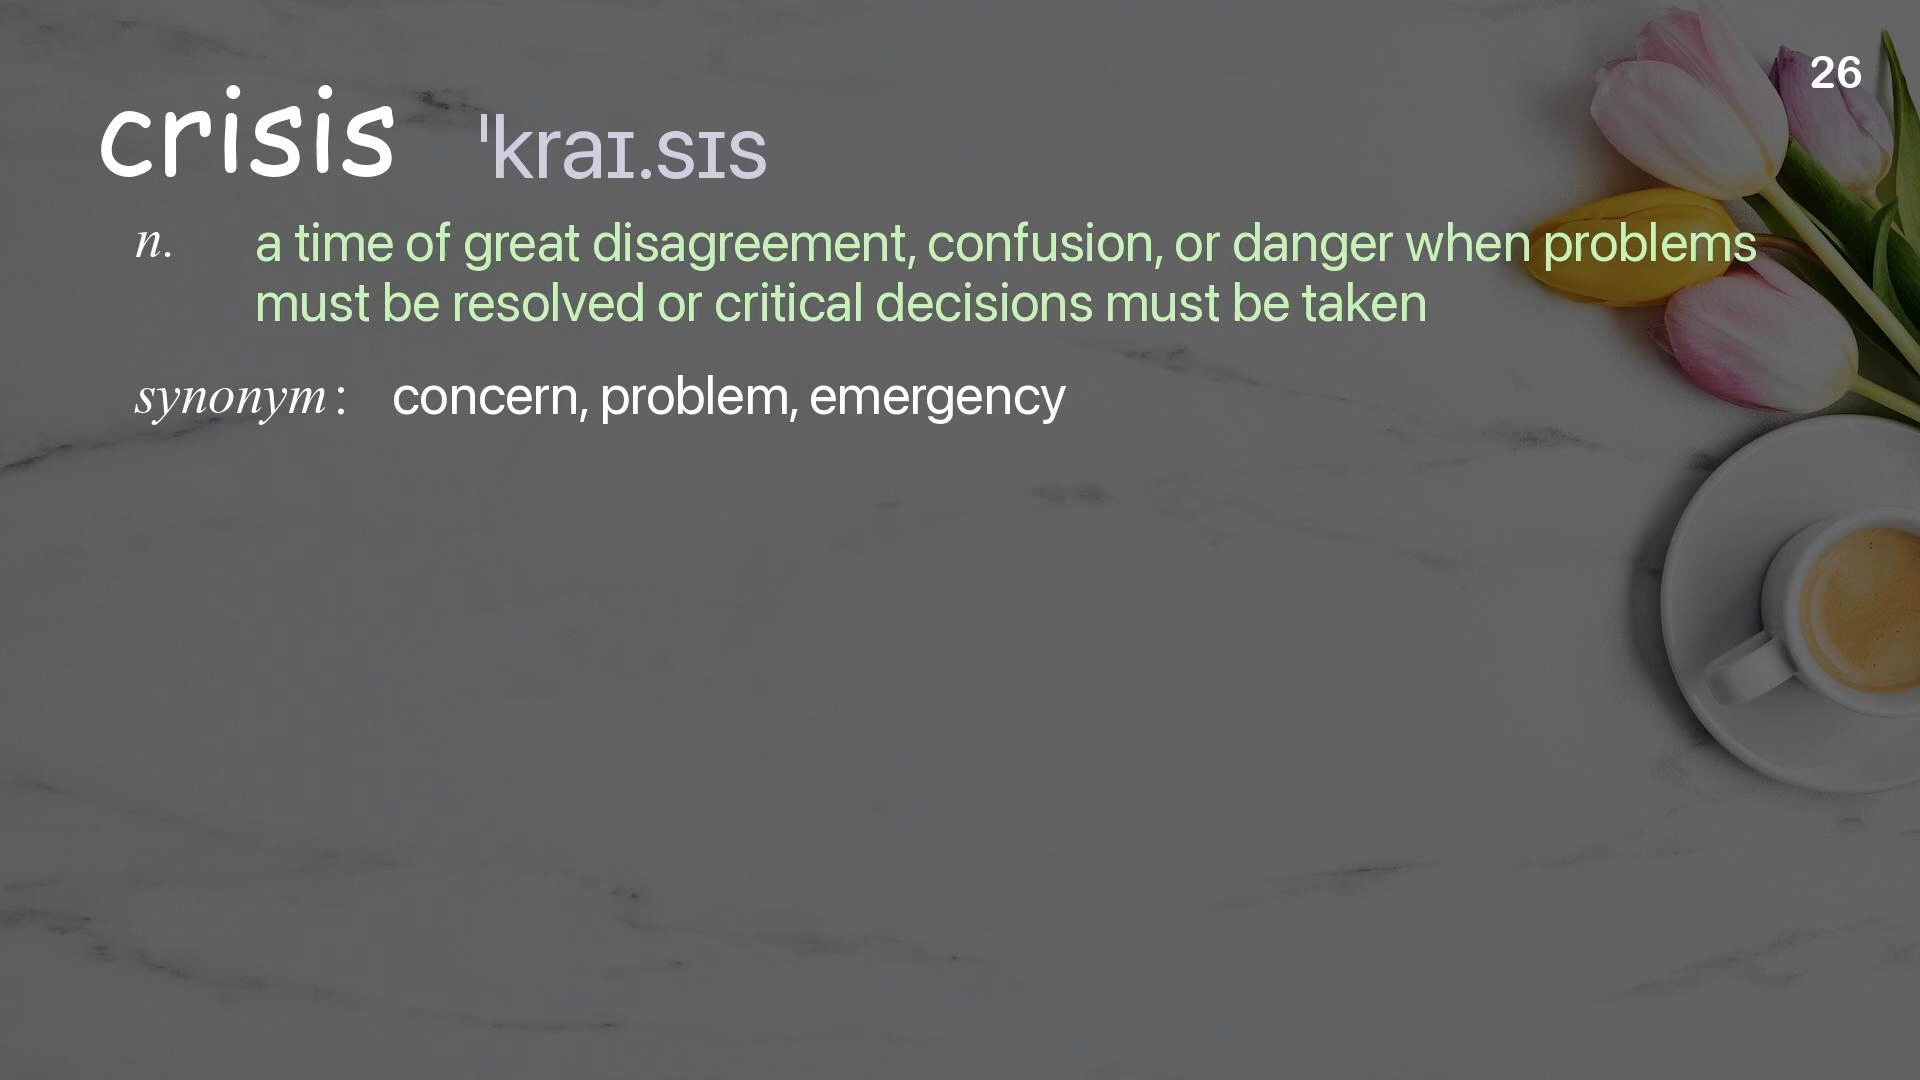 26
crisis ˈkraɪ.sɪs
n. a time of great disagreement, confusion, or danger when problems
must be resolved or critical decisions must be taken
synonym: concern, problem, emergency